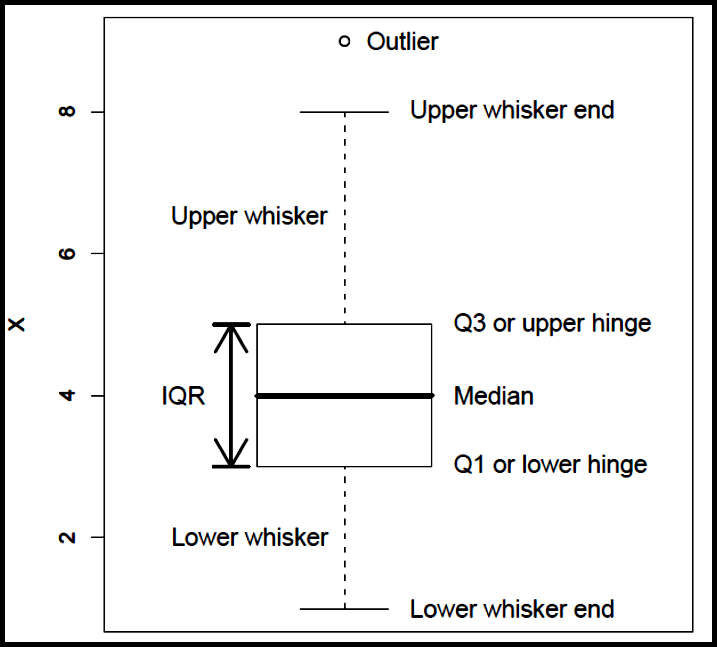 Outlier
8
Upper whisker end
Upper whisker
6
X
Q3 or upper hinge
IQR
4
Median
Q1 or lower hinge
2
Lower whisker
Lower whisker end